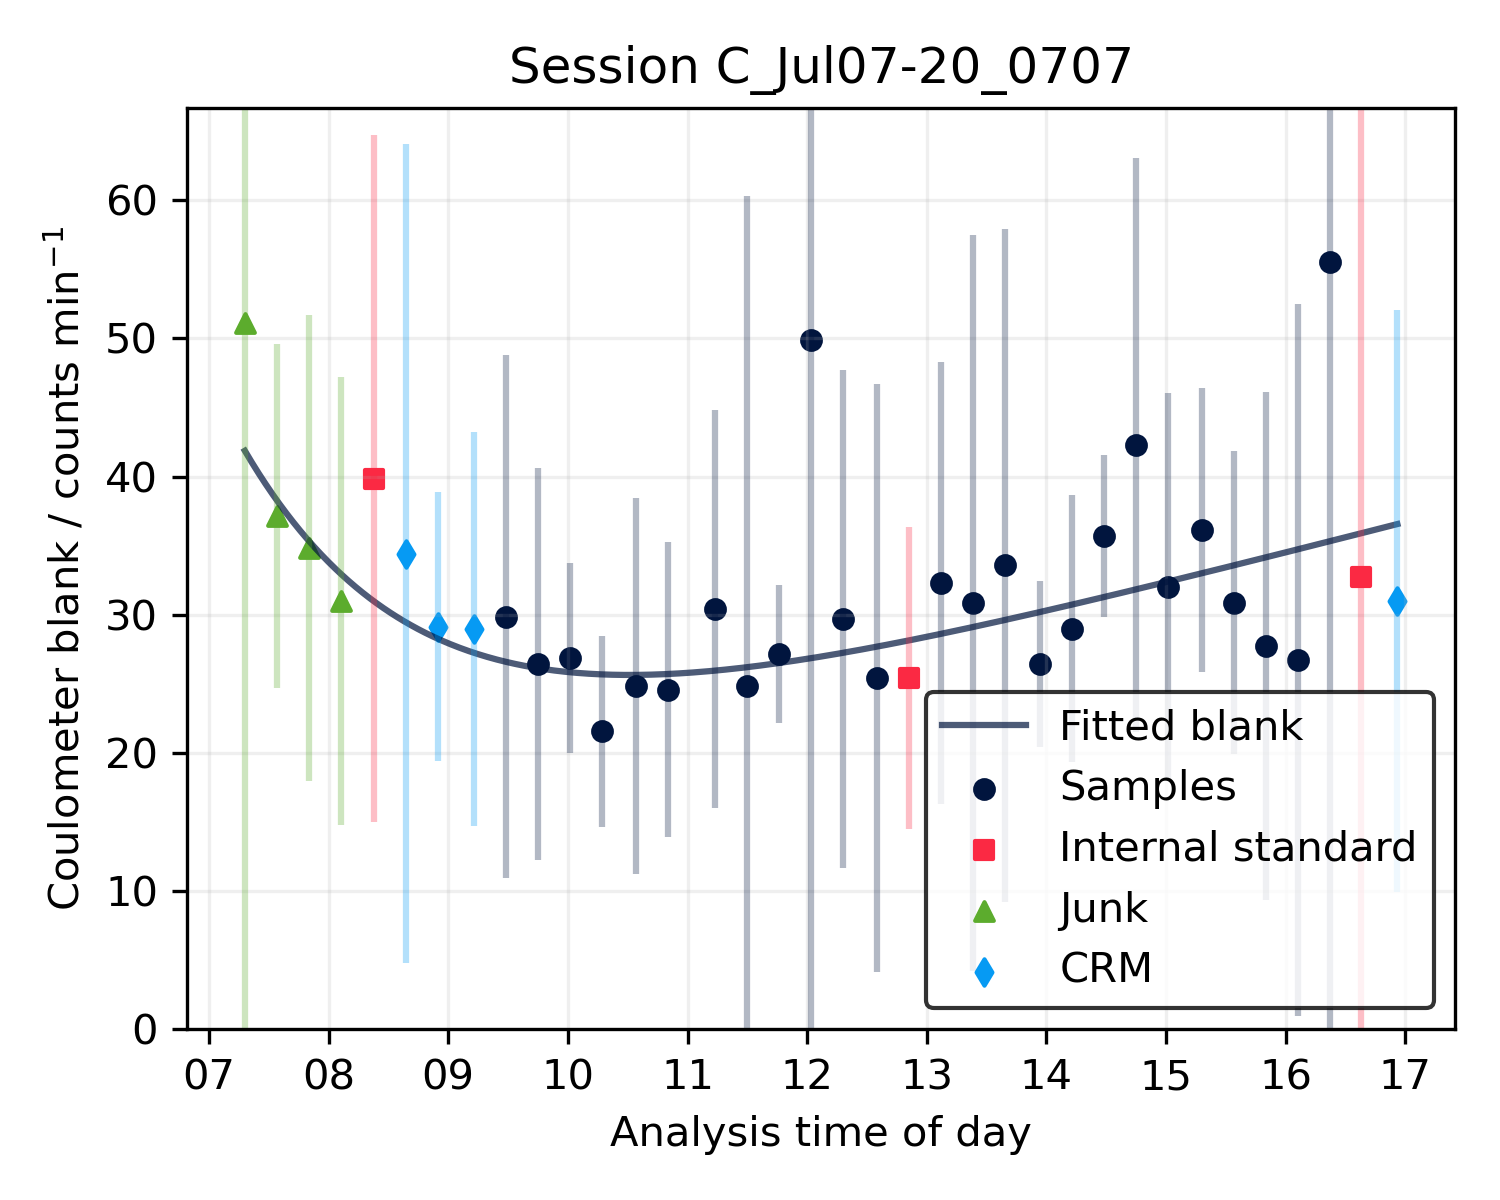 Session C_Jul07-20_0707
Coulometer blank / counts min⁻¹
60
50
40
30
20
10
0
Fitted blank
Samples
Internal standard
Junk
CRM
07 08 09 10 11 12 13 14 15 16 17
Analysis time of day